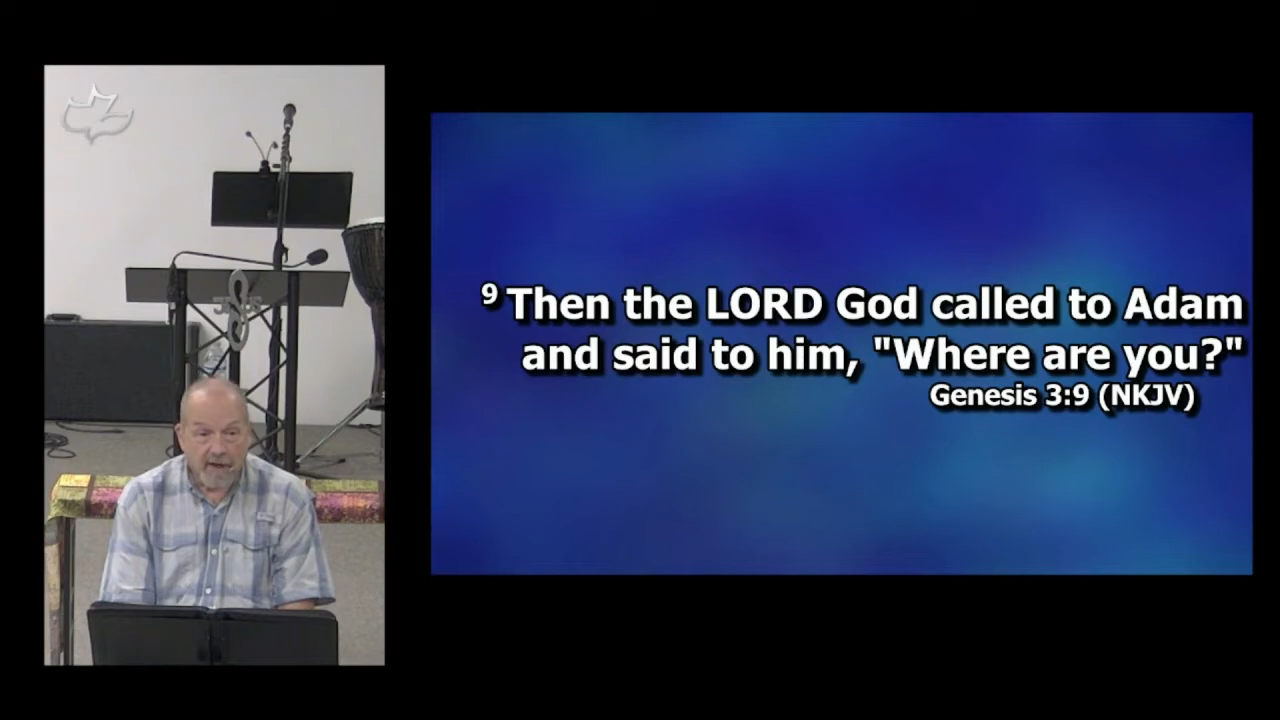 9 Then the LORD God called to Adam
and said to him, "Where are you?"
Genesis 3:9 (NKJV)